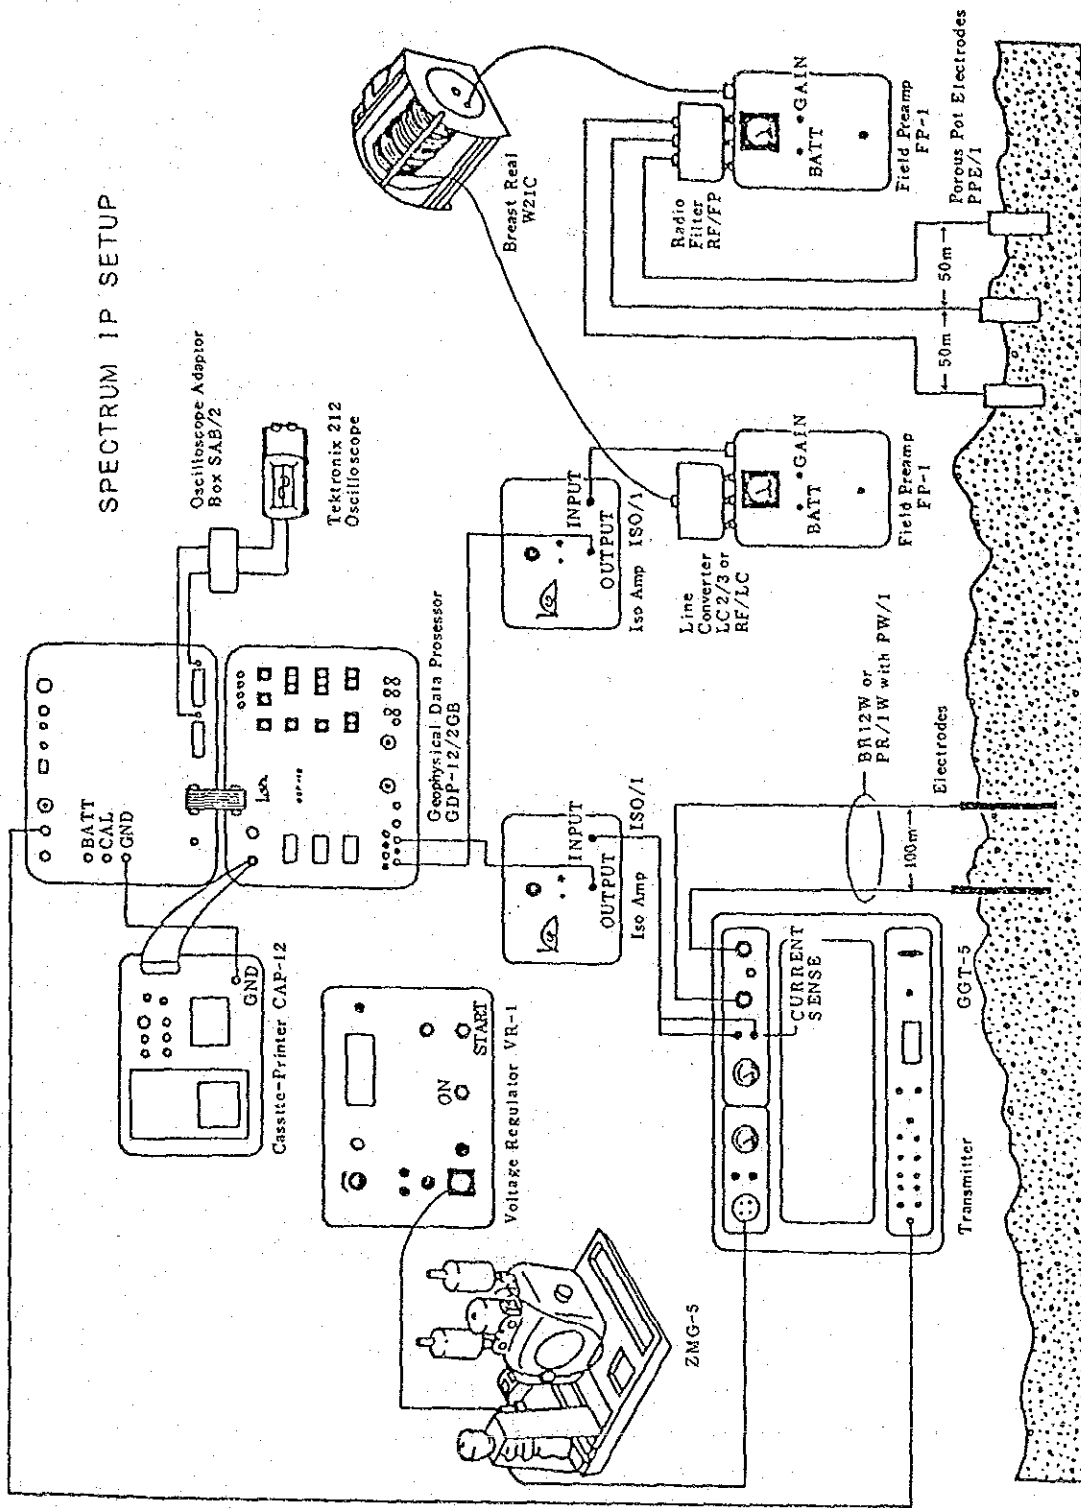 SPECTRUM IP SETUP
Oscilloscope Adaptor
Box SAB/2
Tektronix 212
Oscilloscope
BATT
CAL
GND
GND
Casstte-Printer CAP-12
Geophysical Data Prosessor
GDP-12/2GB
ON
START
Voltage Regulator VR-1
ZMG-5
INPUT
OUTPUT
Iso Amp ISO/1
INPUT
OUTPUT
Iso Amp ISO/1
Breast Real
W21C
Line
Converter
LC 2/3 or
RF/LC
BATT
GAIN
Field Preamp
FP-1
Radio
Filter
RF/FP
BATT
GAIN
Field Preamp
FP-1
Porous Pot Electrodes
PPE/1
50m
50m
CURRENT
SENSE
Transmitter GGT-5
BR12W or
PR/1W with PW/1
Electrodes
100m